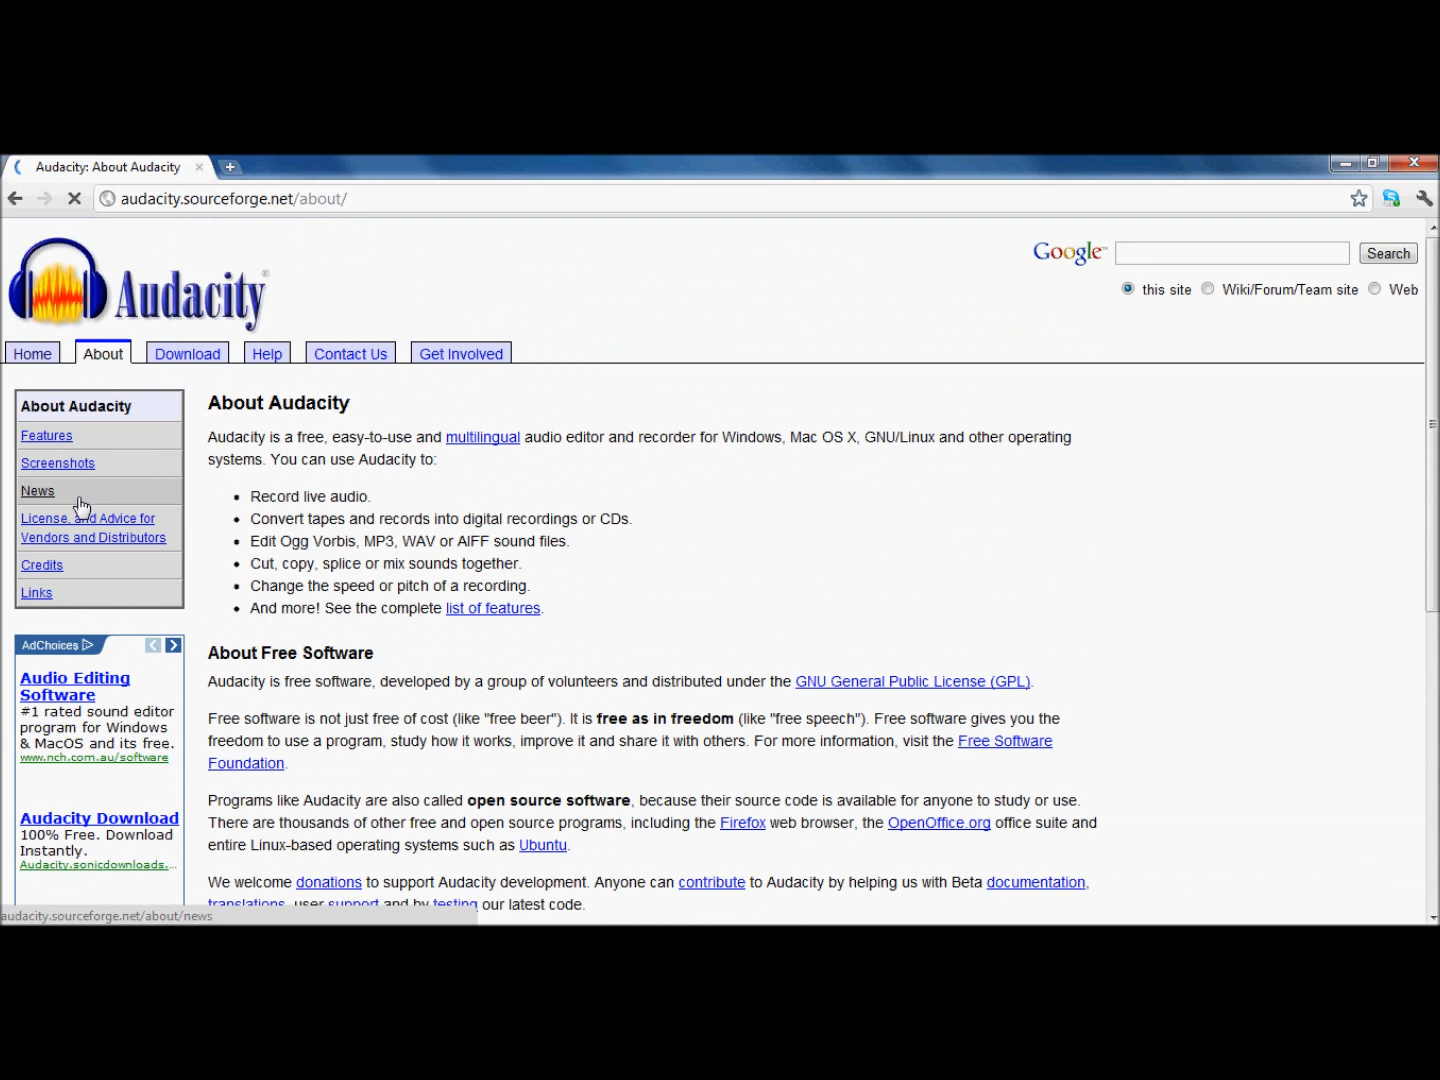 Audacity: About Audacity
audacity.sourceforge.net/about/
Audacity®
Google™
Search
this site
Wiki/Forum/Team site
Web
Home
About
Download
Help
Contact Us
Get Involved
About Audacity
Features
Screenshots
News
License, and Advice for
Vendors and Distributors
Credits
Links
AdChoices
Audio Editing
Software
#1 rated sound editor
program for Windows
& MacOS and its free.
www.nch.com.au/software
Audacity Download
100% Free. Download
Instantly.
Audacity.sonicdownloads....
About Audacity
Audacity is a free, easy-to-use and multilingual audio editor and recorder for Windows, Mac OS X, GNU/Linux and other operating
systems. You can use Audacity to:
• Record live audio.
• Convert tapes and records into digital recordings or CDs.
• Edit Ogg Vorbis, MP3, WAV or AIFF sound files.
• Cut, copy, splice or mix sounds together.
• Change the speed or pitch of a recording.
• And more! See the complete list of features.
About Free Software
Audacity is free software, developed by a group of volunteers and distributed under the GNU General Public License (GPL).
Free software is not just free of cost (like "free beer"). It is free as in freedom (like "free speech"). Free software gives you the
freedom to use a program, study how it works, improve it and share it with others. For more information, visit the Free Software
Foundation.
Programs like Audacity are also called open source software, because their source code is available for anyone to study or use.
There are thousands of other free and open source programs, including the Firefox web browser, the OpenOffice.org office suite and
entire Linux-based operating systems such as Ubuntu.
We welcome donations to support Audacity development. Anyone can contribute to Audacity by helping us with Beta documentation,
translations, user support and by testing our latest code.
audacity.sourceforge.net/about/news